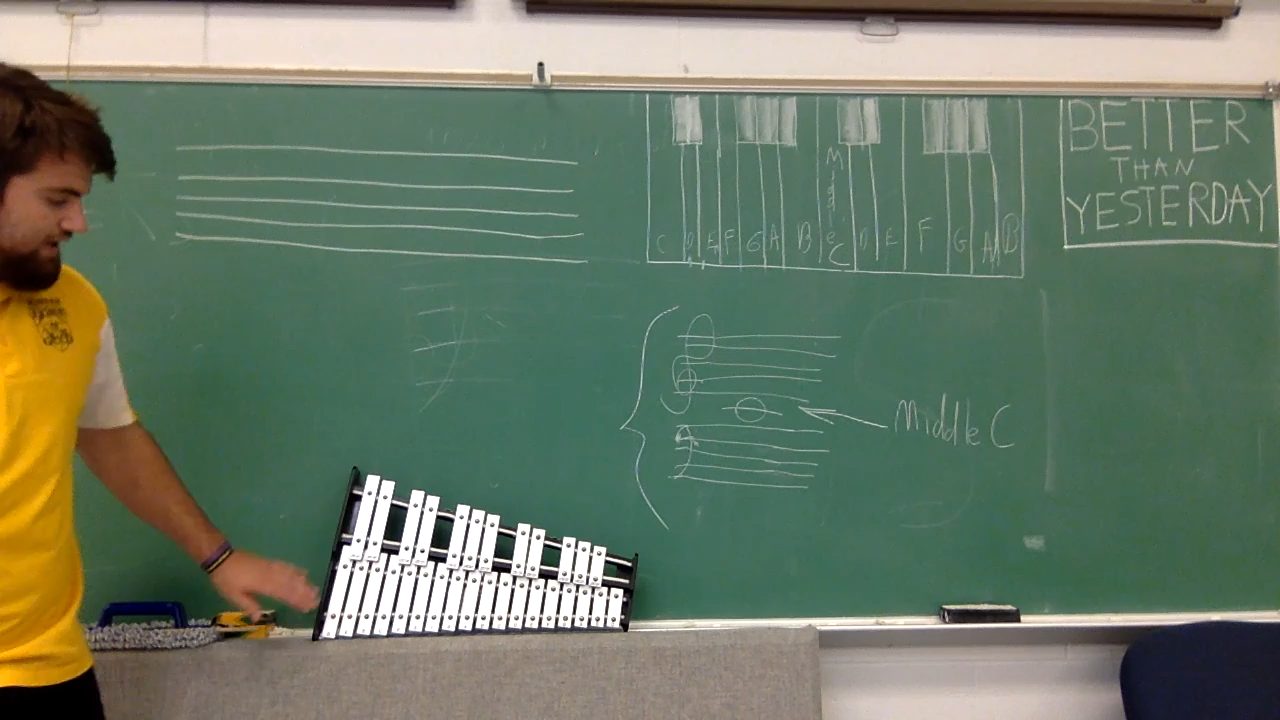 BETTER
THAN
YESTERDAY
C D E F G A B Middle C D E F G A B
Middle C